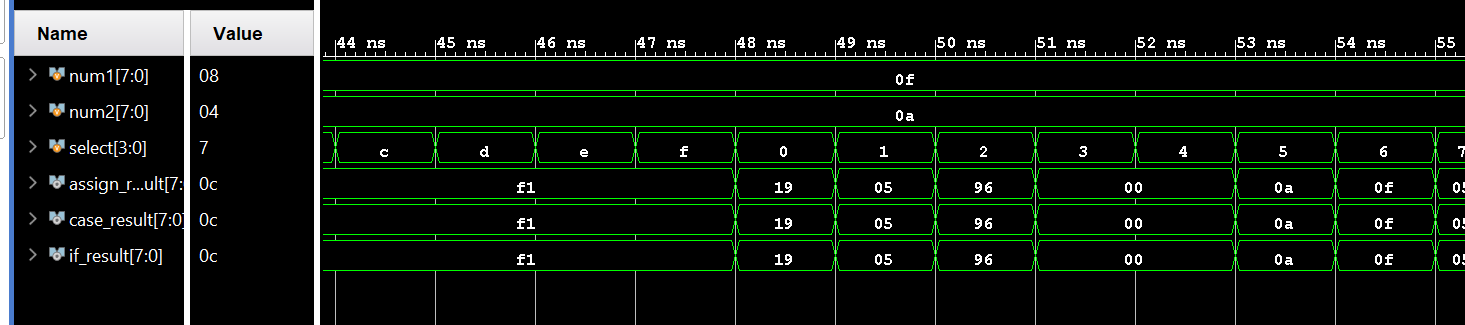 Name Value 44 ns 45 ns 46 ns 47 ns 48 ns 49 ns 50 ns 51 ns 52 ns 53 ns 54 ns 55
num1[7:0] 08 0f
num2[7:0] 04 0a
select[3:0] 7 c d e f 0 1 2 3 4 5 6 7
assign_r...ult[7:0 0c f1 19 05 96 00 0a 0f 05
case_result[7:0] 0c f1 19 05 96 00 0a 0f 05
if_result[7:0] 0c f1 19 05 96 00 0a 0f 05